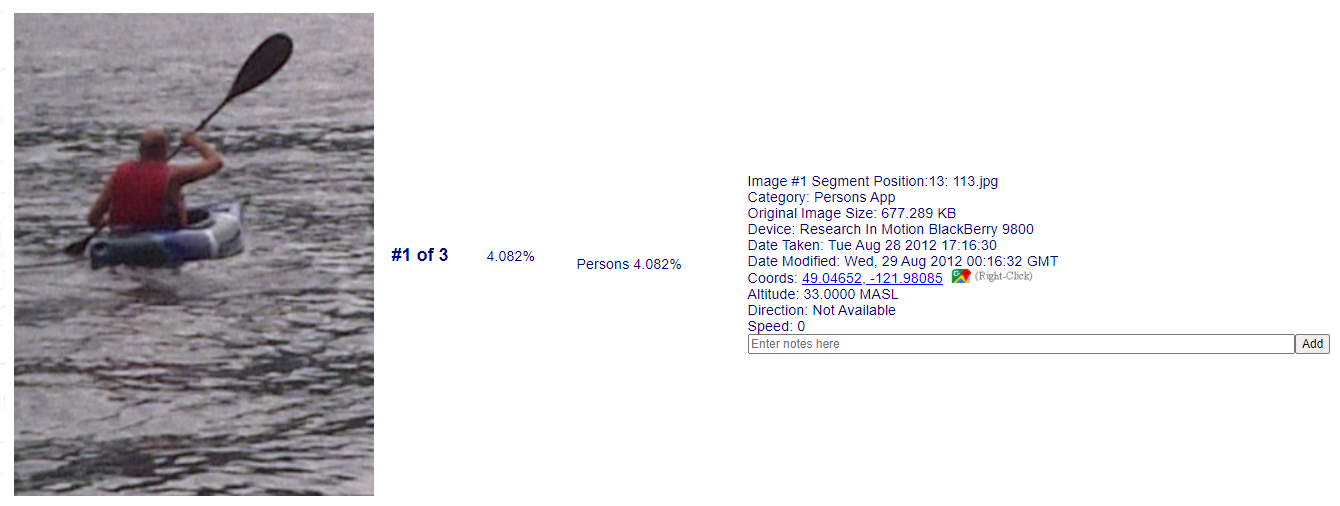 #1 of 3
4.082%
Persons 4.082%
Image #1 Segment Position:13: 113.jpg
Category: Persons App
Original Image Size: 677.289 KB
Device: Research In Motion BlackBerry 9800
Date Taken: Tue Aug 28 2012 17:16:30
Date Modified: Wed, 29 Aug 2012 00:16:32 GMT
Coords: 49.04652, -121.98085 (Right-Click)
Altitude: 33.0000 MASL
Direction: Not Available
Speed: 0
Enter notes here Add